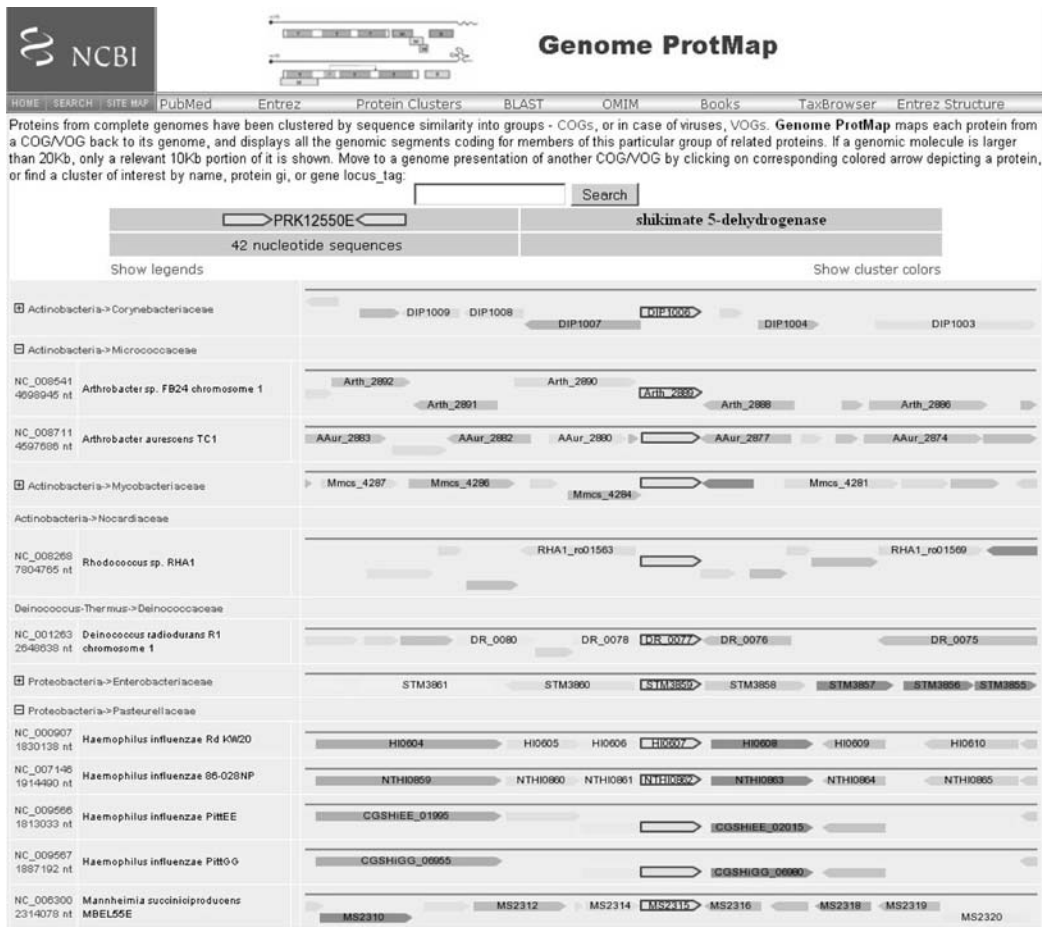 NCBI
Genome ProtMap
HOME SEARCH SITE MAP PubMed Entrez Protein Clusters BLAST OMIM Books TaxBrowser Entrez Structure
Proteins from complete genomes have been clustered by sequence similarity into groups - COGs, or in case of viruses, VOGs. Genome ProtMap maps each protein from
a COG/VOG back to its genome, and displays all the genomic segments coding for members of this particular group of related proteins. If a genomic molecule is larger
than 20Kb, only a relevant 10Kb portion of it is shown. Move to a genome presentation of another COG/VOG by clicking on corresponding colored arrow depicting a protein,
or find a cluster of interest by name, protein gi, or gene locus_tag:
Search
PRK12550E shikimate 5-dehydrogenase
42 nucleotide sequences
Show legends Show cluster colors
Actinobacteria->Corynebacteriaceae DIP1009 DIP1008 DIP1007 DIP1006 DIP1004 DIP1003
Actinobacteria->Micrococcaceae
NC_008541 4698945 nt Arthrobacter sp. FB24 chromosome 1 Arth_2892 Arth_2891 Arth_2890 Arth_2889 Arth_2888 Arth_2886
NC_008711 4597686 nt Arthrobacter aurescens TC1 AAur_2883 AAur_2882 AAur_2880 AAur_2877 AAur_2874
Actinobacteria->Mycobacteriaceae Mmcs_4287 Mmcs_4286 Mmcs_4284 Mmcs_4281
Actinobacteria->Nocardiaceae
NC_008268 7804765 nt Rhodococcus sp. RHA1 RHA1_ro01563 RHA1_ro01569
Deinococcus-Thermus->Deinococcaceae
NC_001263 2648638 nt Deinococcus radiodurans R1 chromosome 1 DR_0080 DR_0078 DR_0077 DR_0076 DR_0075
Proteobacteria->Enterobacteriaceae STM3861 STM3860 STM3859 STM3858 STM3857 STM3856 STM3855
Proteobacteria->Pasteurellaceae
NC_000907 1830138 nt Haemophilus influenzae Rd KW20 HI0604 HI0605 HI0606 HI0607 HI0608 HI0609 HI0610
NC_007146 1914490 nt Haemophilus influenzae 86-028NP NTHI0859 NTHI0860 NTHI0861 NTHI0862 NTHI0863 NTHI0864 NTHI0865
NC_009566 1813033 nt Haemophilus influenzae PittEE CGSHiEE_01995 CGSHiEE_02015
NC_009567 1887192 nt Haemophilus influenzae PittGG CGSHiGG_06955 CGSHiGG_06980
NC_006300 2314078 nt Mannheimia succiniciproducens MBEL55E MS2310 MS2312 MS2314 MS2315 MS2316 MS2318 MS2319 MS2320